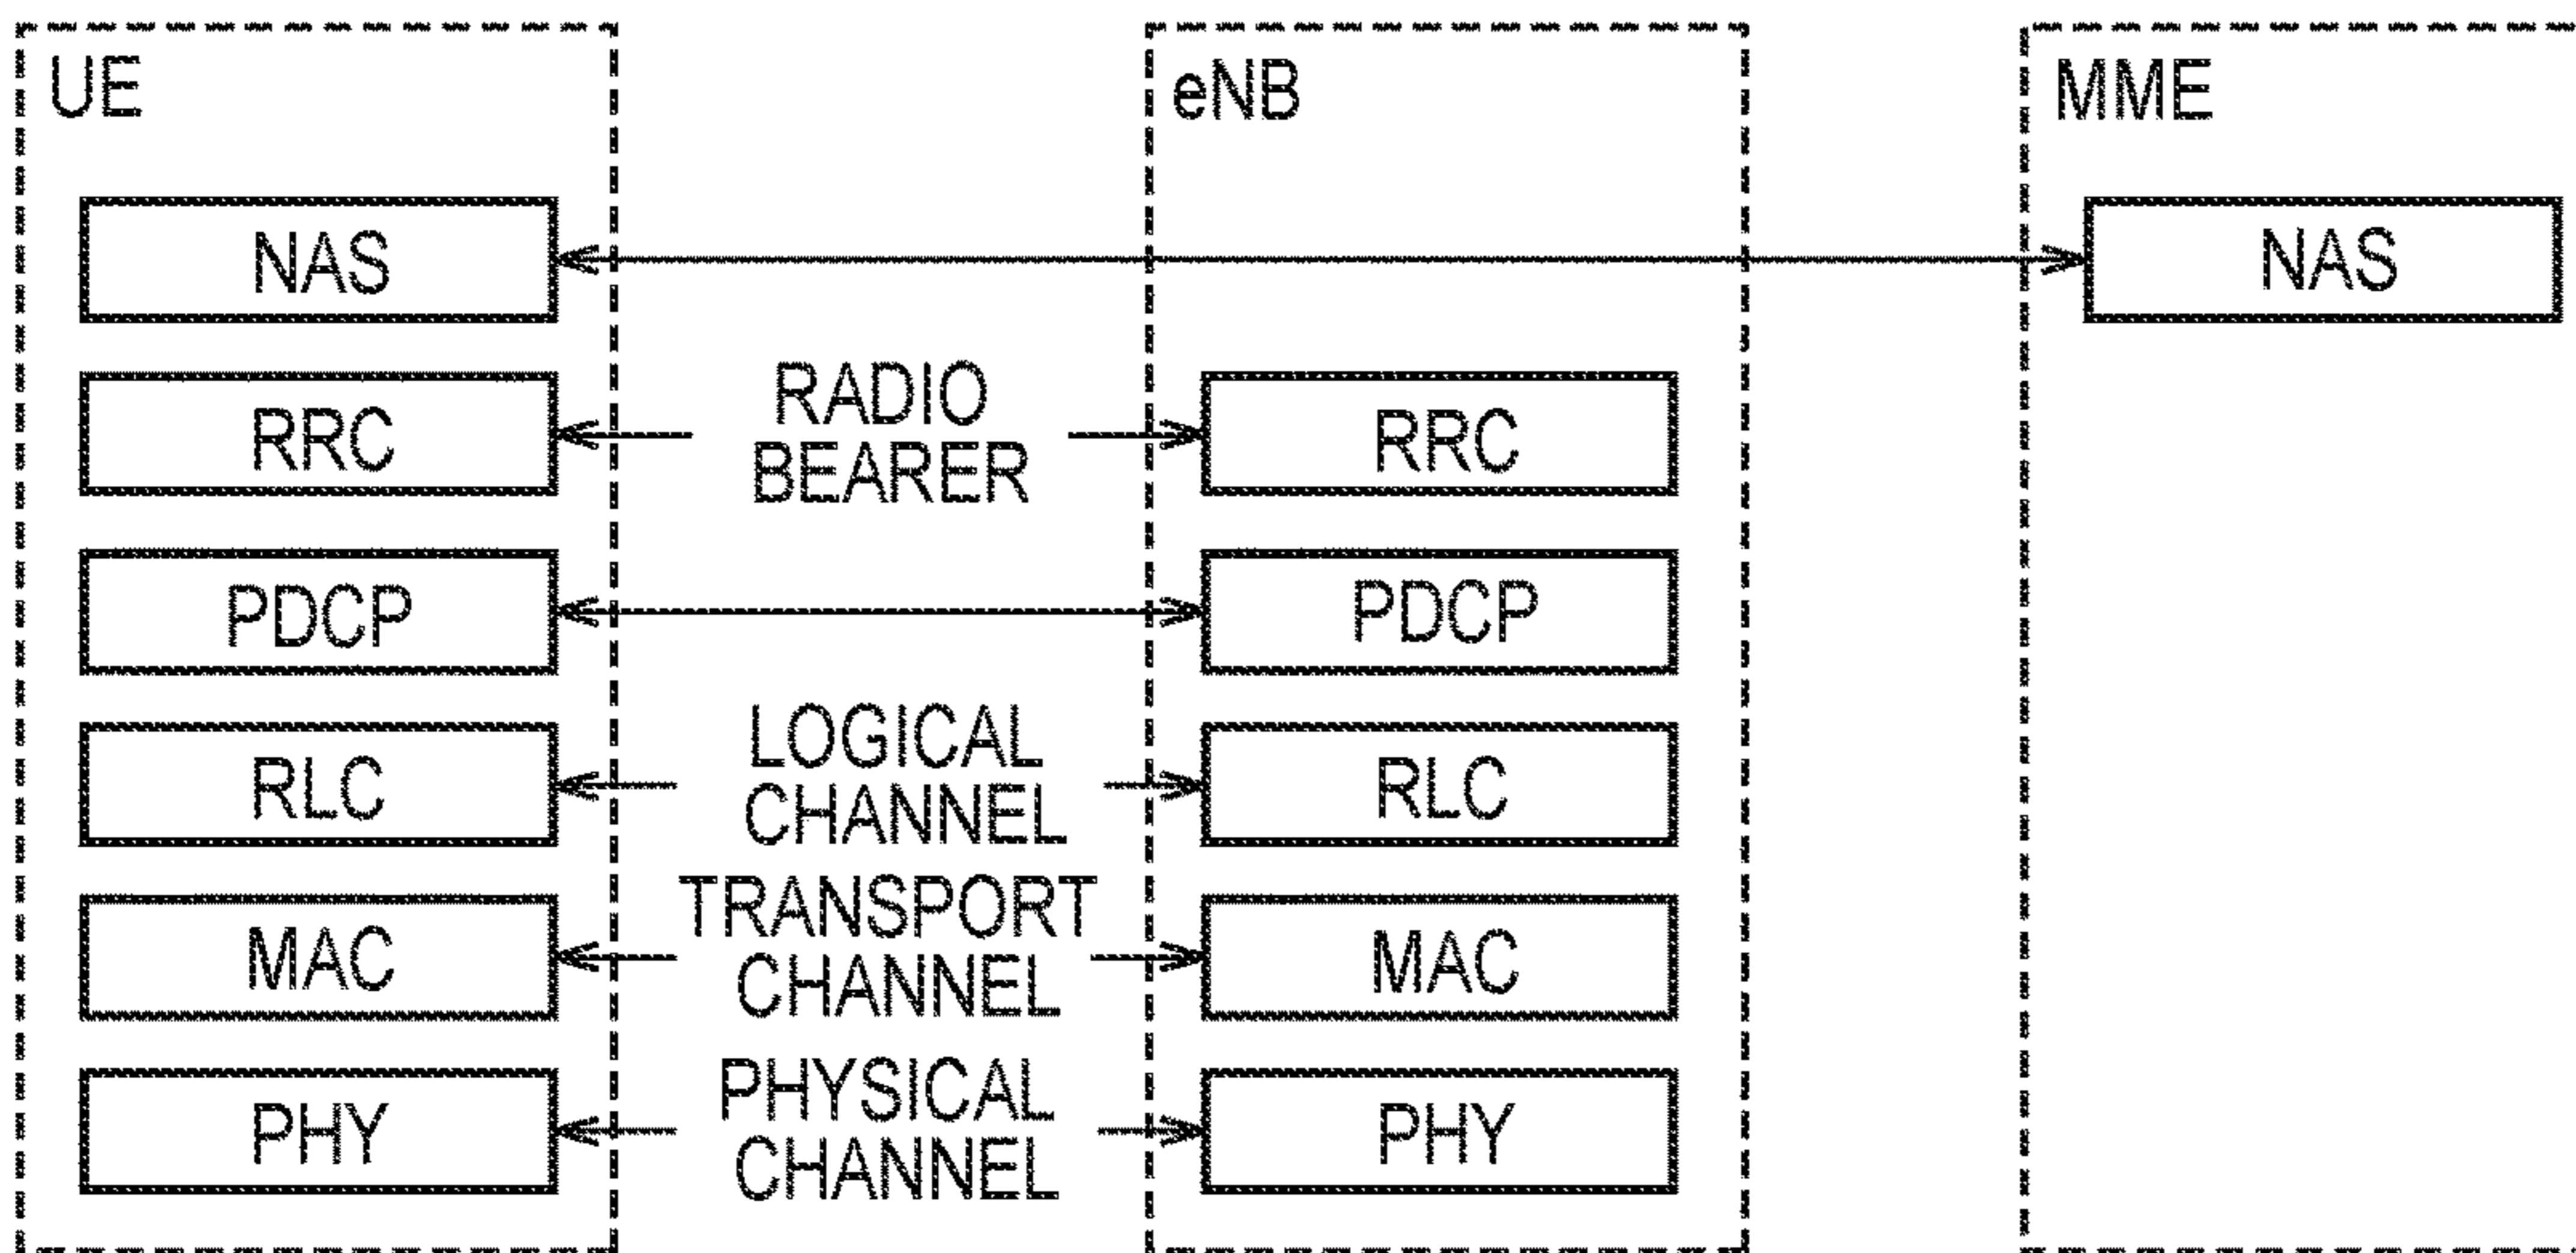 UE
eNB
MME
NAS
NAS
RRC
RADIO
BEARER
RRC
PDCP
PDCP
RLC
LOGICAL
CHANNEL
RLC
MAC
TRANSPORT
CHANNEL
MAC
PHY
PHYSICAL
CHANNEL
PHY